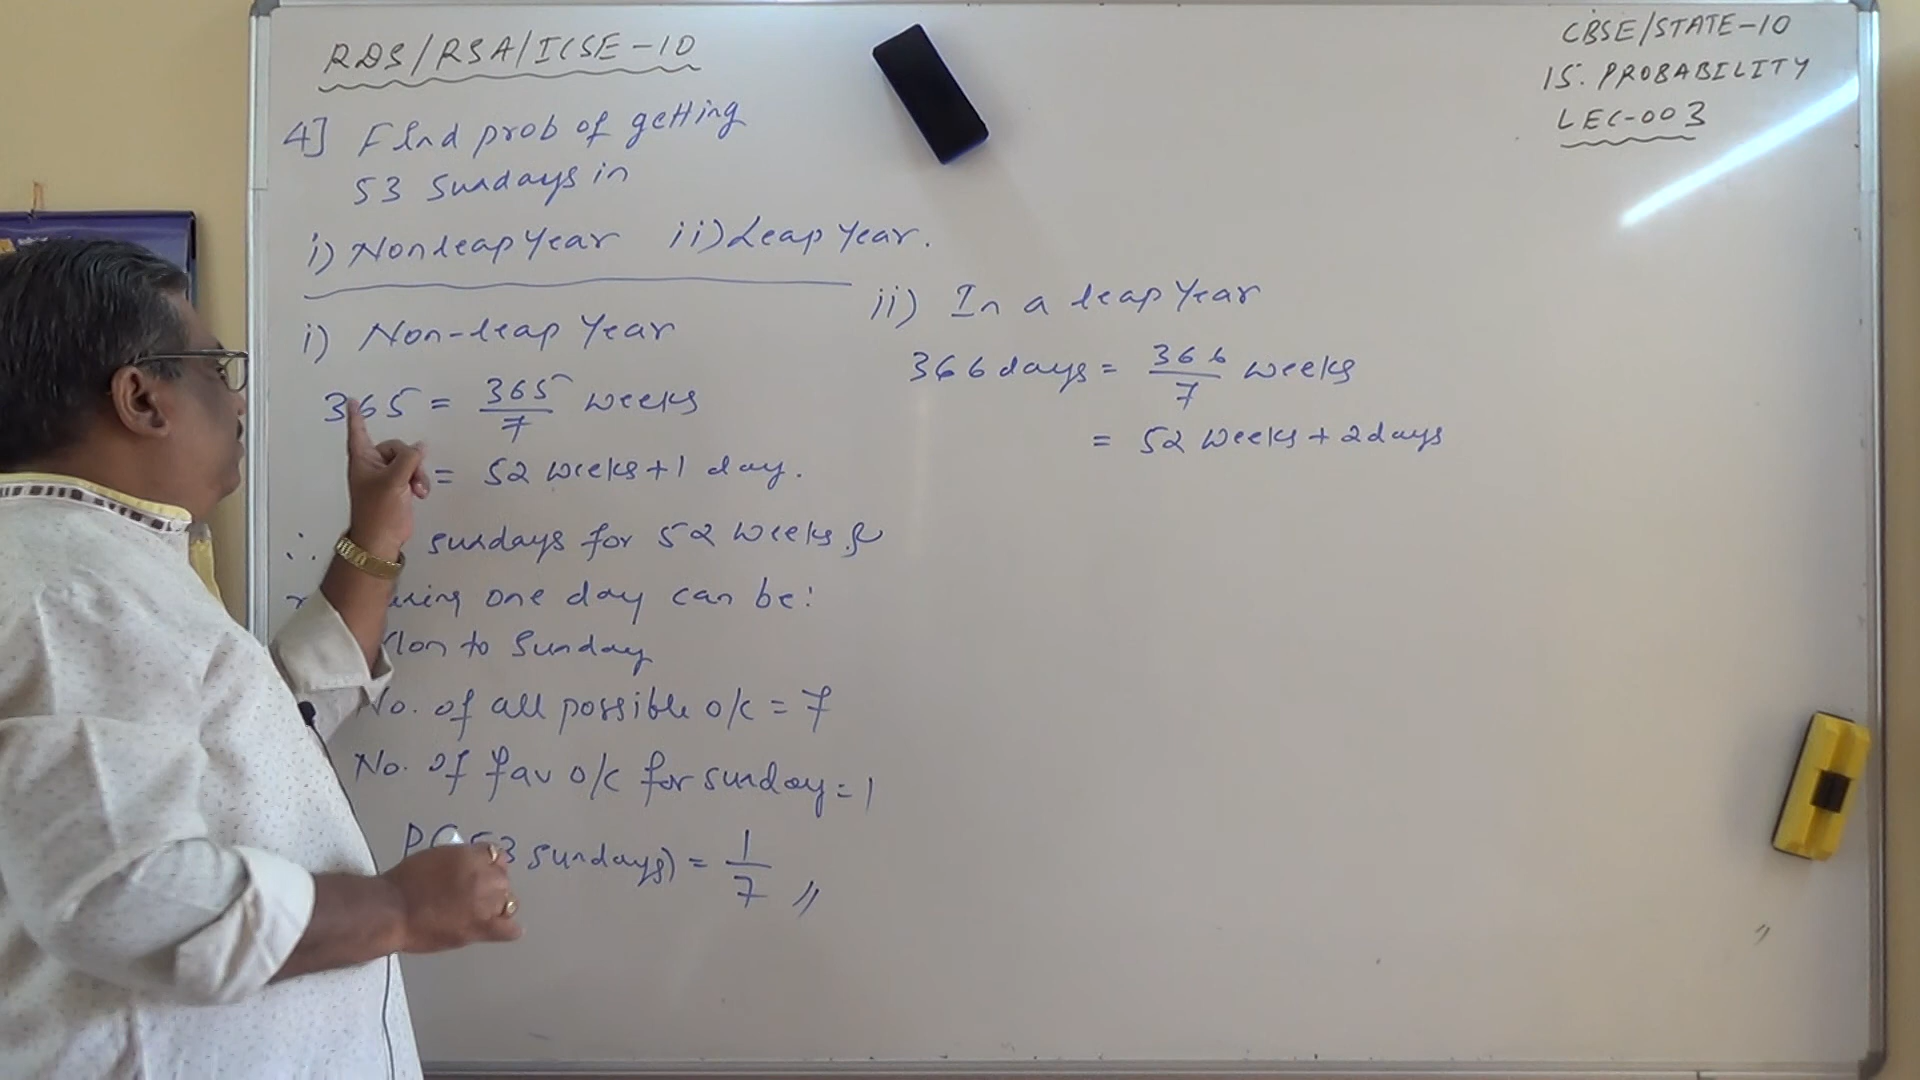 RDS/RSA/ICSE-10
CBSE/STATE-10
15. PROBABILITY
LEC-003
4] Find prob of getting
53 Sundays in
i) Nonleap Year ii) Leap Year.
i) Non-leap Year
365 = 365/7 weeks
= 52 weeks + 1 day.
∴ sundays for 52 weeks &
one day can be:
Mon to Sunday
No. of all possible o/c = 7
No. of fav o/c for sunday = 1
P(53 sundays) = 1/7 //
ii) In a leap Year
366 days = 366/7 weeks
= 52 weeks + 2 days